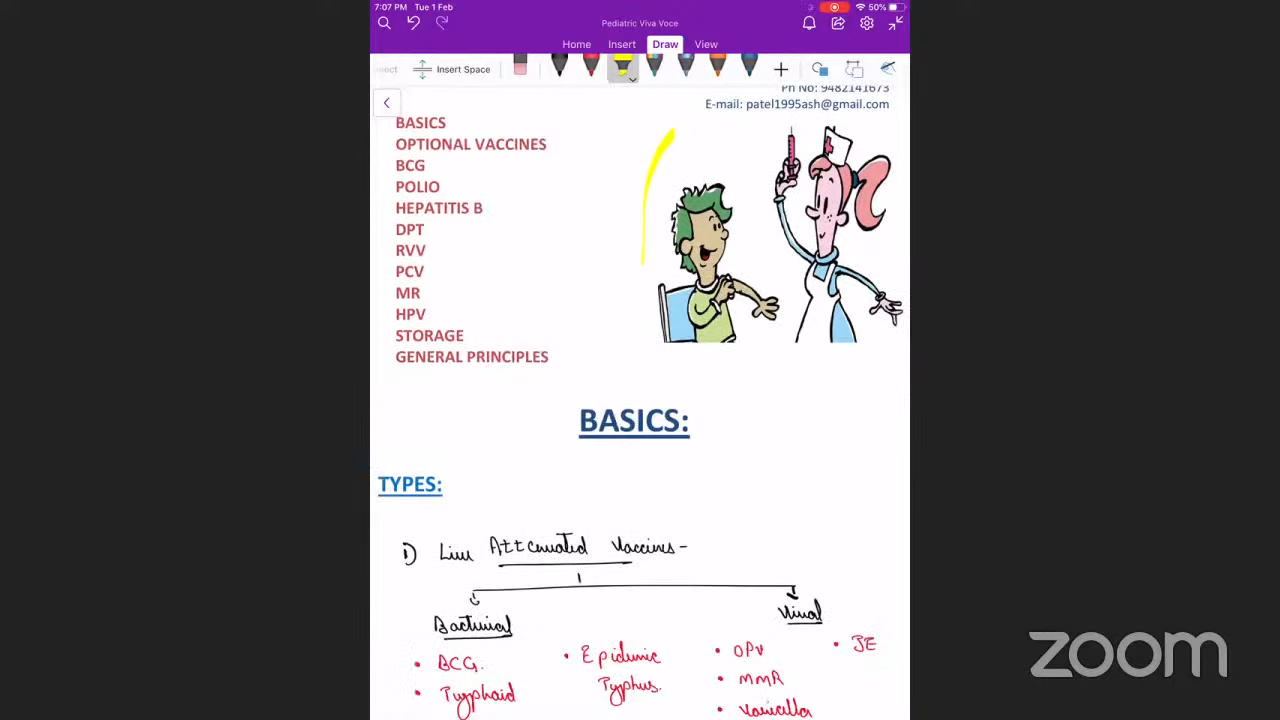 7:07 PM Tue 1 Feb
50%
Pediatric Viva Voce
Home Insert Draw View
Insert Space
Ph No: 9482141673
E-mail: patel1995ash@gmail.com
BASICS
OPTIONAL VACCINES
BCG
POLIO
HEPATITIS B
DPT
RVV
PCV
MR
HPV
STORAGE
GENERAL PRINCIPLES
BASICS:
TYPES:
1) Live Attenuated Vaccines -
Bacterial Viral
• BCG. • Epidemic • OPV • JE
• Typhoid Typhus. • MMR
• Varicella
zoom